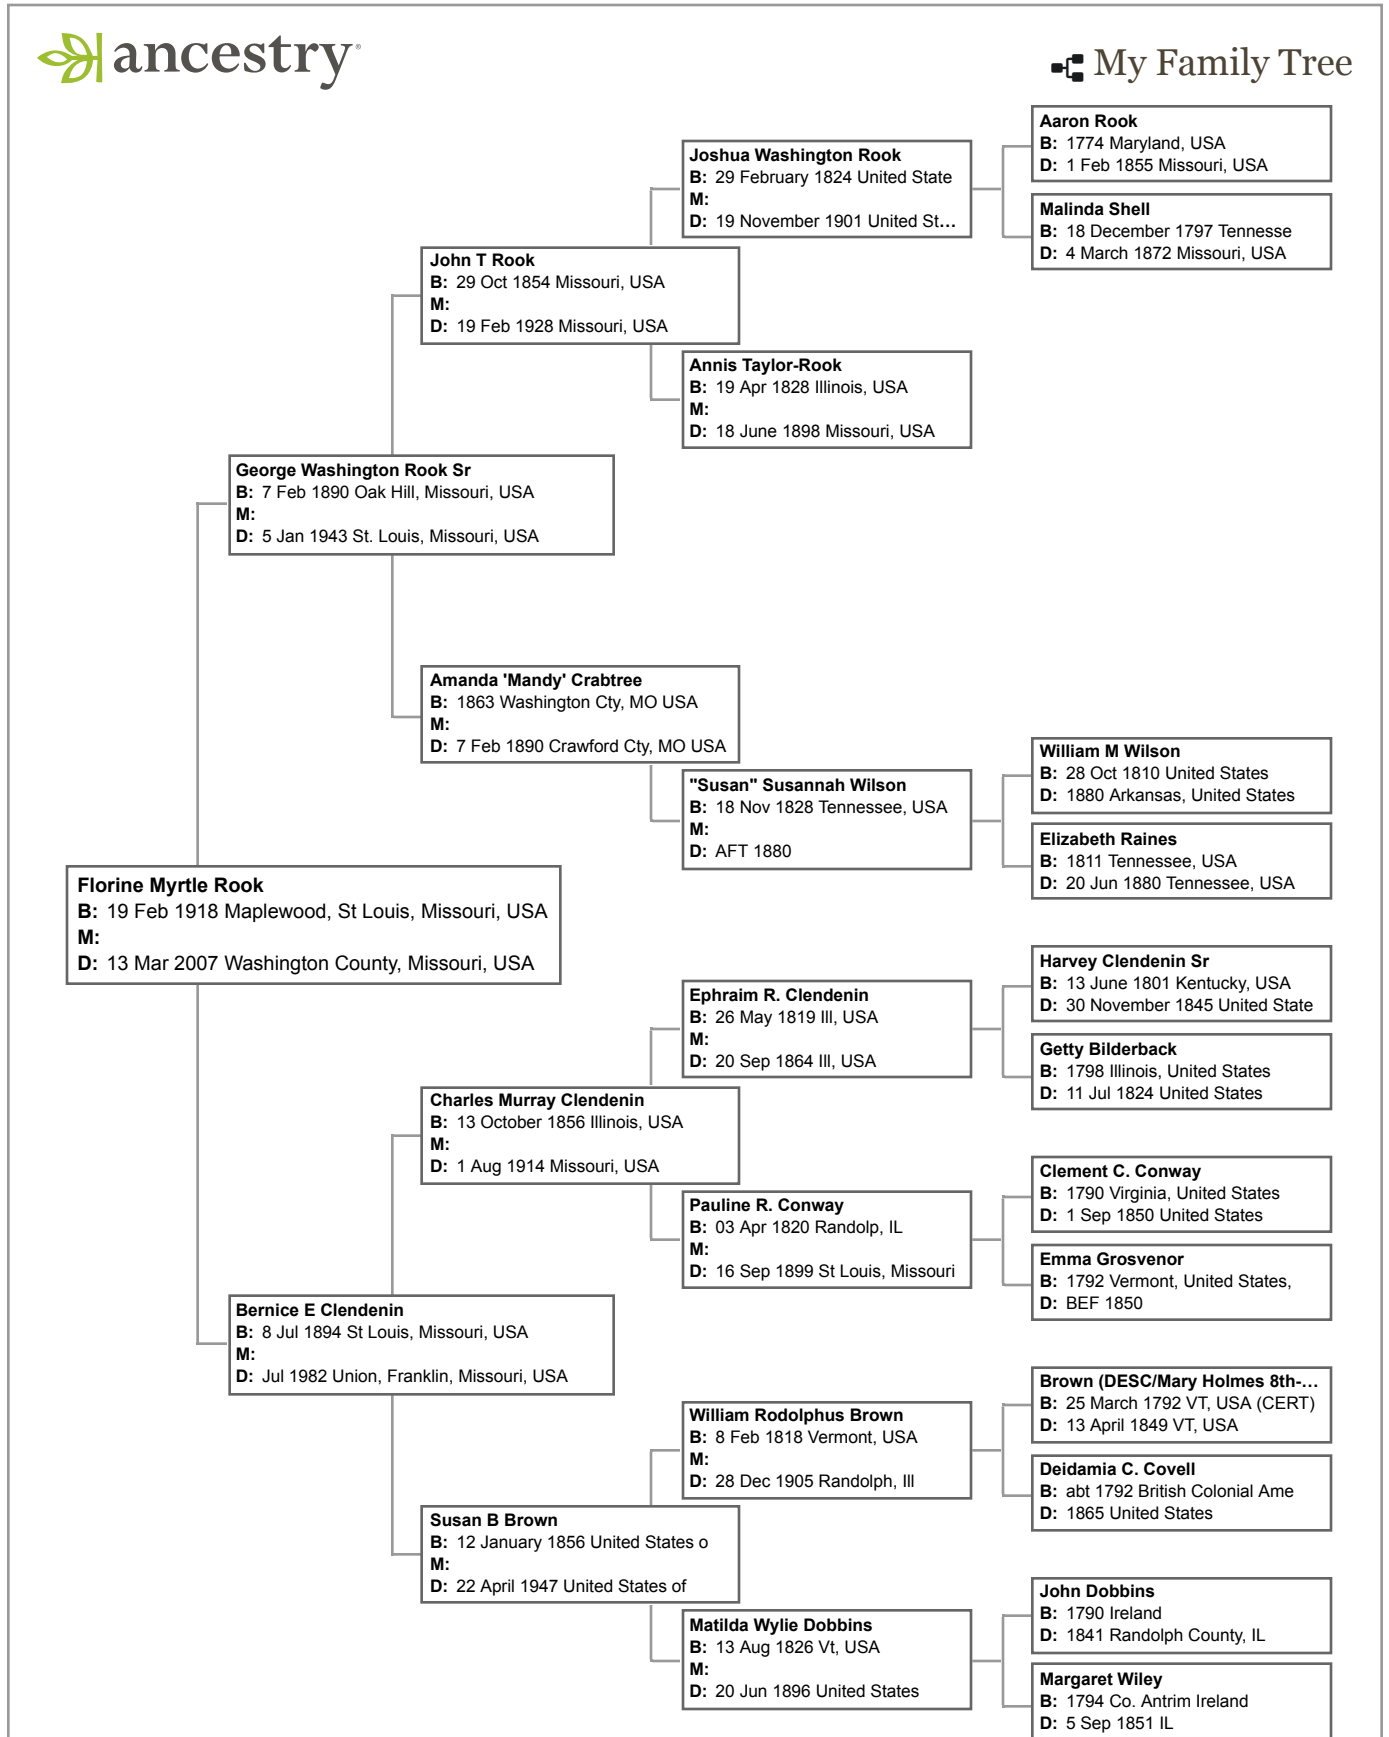 ancestry
My Family Tree
Aaron Rook
B: 1774 Maryland, USA
D: 1 Feb 1855 Missouri, USA
Joshua Washington Rook
B: 29 February 1824 United State
M:
D: 19 November 1901 United St...
Malinda Shell
B: 18 December 1797 Tennesse
D: 4 March 1872 Missouri, USA
John T Rook
B: 29 Oct 1854 Missouri, USA
M:
D: 19 Feb 1928 Missouri, USA
Annis Taylor-Rook
B: 19 Apr 1828 Illinois, USA
M:
D: 18 June 1898 Missouri, USA
George Washington Rook Sr
B: 7 Feb 1890 Oak Hill, Missouri, USA
M:
D: 5 Jan 1943 St. Louis, Missouri, USA
Amanda 'Mandy' Crabtree
B: 1863 Washington Cty, MO USA
M:
D: 7 Feb 1890 Crawford Cty, MO USA
William M Wilson
B: 28 Oct 1810 United States
D: 1880 Arkansas, United States
"Susan" Susannah Wilson
B: 18 Nov 1828 Tennessee, USA
M:
D: AFT 1880
Elizabeth Raines
B: 1811 Tennessee, USA
D: 20 Jun 1880 Tennessee, USA
Florine Myrtle Rook
B: 19 Feb 1918 Maplewood, St Louis, Missouri, USA
M:
D: 13 Mar 2007 Washington County, Missouri, USA
Harvey Clendenin Sr
B: 13 June 1801 Kentucky, USA
D: 30 November 1845 United State
Ephraim R. Clendenin
B: 26 May 1819 Ill, USA
M:
D: 20 Sep 1864 Ill, USA
Getty Bilderback
B: 1798 Illinois, United States
D: 11 Jul 1824 United States
Charles Murray Clendenin
B: 13 October 1856 Illinois, USA
M:
D: 1 Aug 1914 Missouri, USA
Clement C. Conway
B: 1790 Virginia, United States
D: 1 Sep 1850 United States
Pauline R. Conway
B: 03 Apr 1820 Randolp, IL
M:
D: 16 Sep 1899 St Louis, Missouri
Emma Grosvenor
B: 1792 Vermont, United States,
D: BEF 1850
Bernice E Clendenin
B: 8 Jul 1894 St Louis, Missouri, USA
M:
D: Jul 1982 Union, Franklin, Missouri, USA
Brown (DESC/Mary Holmes 8th-...
B: 25 March 1792 VT, USA (CERT)
D: 13 April 1849 VT, USA
William Rodolphus Brown
B: 8 Feb 1818 Vermont, USA
M:
D: 28 Dec 1905 Randolph, Ill
Deidamia C. Covell
B: abt 1792 British Colonial Ame
D: 1865 United States
Susan B Brown
B: 12 January 1856 United States o
M:
D: 22 April 1947 United States of
John Dobbins
B: 1790 Ireland
D: 1841 Randolph County, IL
Matilda Wylie Dobbins
B: 13 Aug 1826 Vt, USA
M:
D: 20 Jun 1896 United States
Margaret Wiley
B: 1794 Co. Antrim Ireland
D: 5 Sep 1851 IL